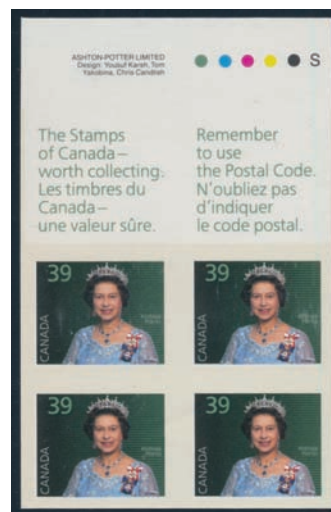 ASHTON-POTTER LIMITED
Design: Yousuf Karsh, Tom
Yakobina, Chris Candlish
S
The Stamps
of Canada–
worth collecting.
Les timbres du
Canada–
une valeur sûre.
Remember
to use
the Postal Code.
N'oubliez pas
d'indiquer
le code postal.
39
CANADA
39
CANADA
39
CANADA
39
CANADA